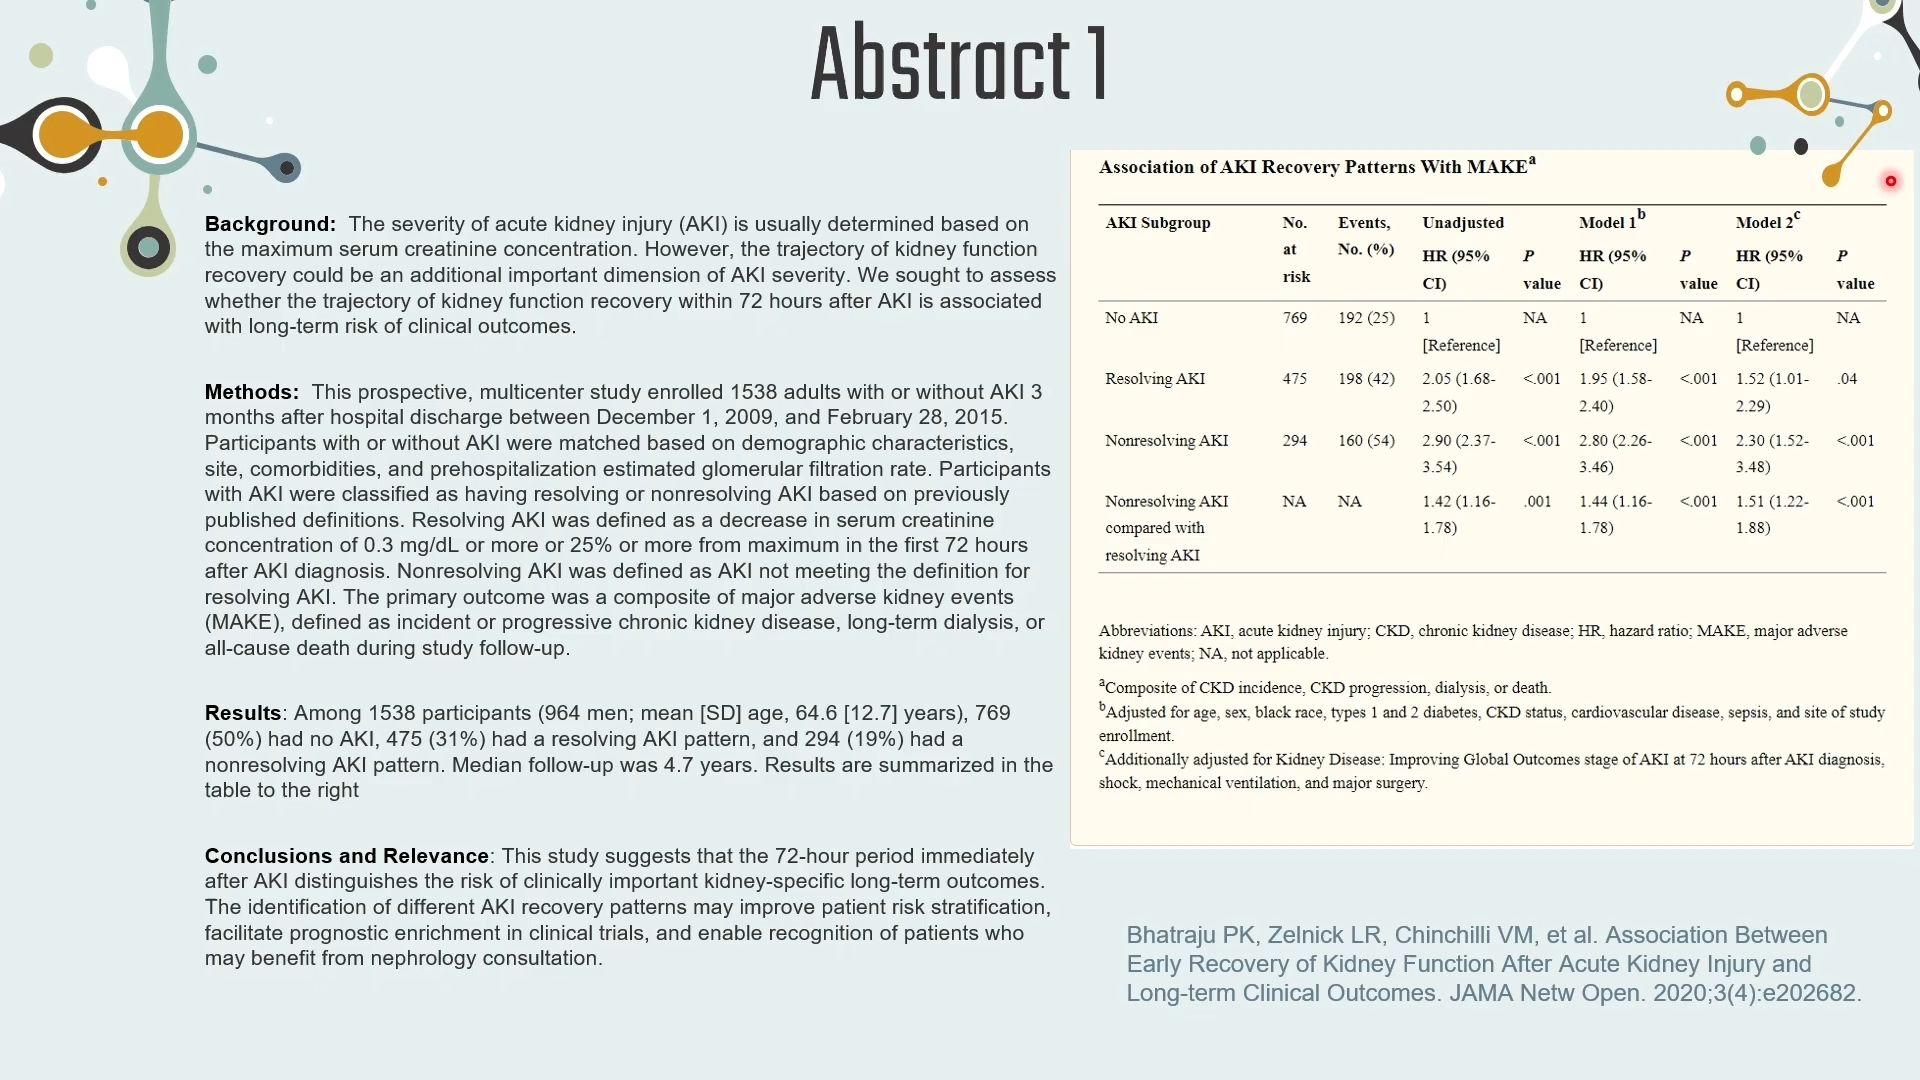 Abstract 1
Background:  The severity of acute kidney injury (AKI) is usually determined based on
the maximum serum creatinine concentration. However, the trajectory of kidney function
recovery could be an additional important dimension of AKI severity. We sought to assess
whether the trajectory of kidney function recovery within 72 hours after AKI is associated
with long-term risk of clinical outcomes.
Methods:  This prospective, multicenter study enrolled 1538 adults with or without AKI 3
months after hospital discharge between December 1, 2009, and February 28, 2015.
Participants with or without AKI were matched based on demographic characteristics,
site, comorbidities, and prehospitalization estimated glomerular filtration rate. Participants
with AKI were classified as having resolving or nonresolving AKI based on previously
published definitions. Resolving AKI was defined as a decrease in serum creatinine
concentration of 0.3 mg/dL or more or 25% or more from maximum in the first 72 hours
after AKI diagnosis. Nonresolving AKI was defined as AKI not meeting the definition for
resolving AKI. The primary outcome was a composite of major adverse kidney events
(MAKE), defined as incident or progressive chronic kidney disease, long-term dialysis, or
all-cause death during study follow-up.
Results: Among 1538 participants (964 men; mean [SD] age, 64.6 [12.7] years), 769
(50%) had no AKI, 475 (31%) had a resolving AKI pattern, and 294 (19%) had a
nonresolving AKI pattern. Median follow-up was 4.7 years. Results are summarized in the
table to the right
Conclusions and Relevance: This study suggests that the 72-hour period immediately
after AKI distinguishes the risk of clinically important kidney-specific long-term outcomes.
The identification of different AKI recovery patterns may improve patient risk stratification,
facilitate prognostic enrichment in clinical trials, and enable recognition of patients who
may benefit from nephrology consultation.
Association of AKI Recovery Patterns With MAKEa
AKI Subgroup No. Events, Unadjusted Model 1b Model 2c
at No. (%) HR (95% P HR (95% P HR (95% P
risk CI) value CI) value CI) value
No AKI 769 192 (25) 1 NA 1 NA 1 NA
[Reference] [Reference] [Reference]
Resolving AKI 475 198 (42) 2.05 (1.68- <.001 1.95 (1.58- <.001 1.52 (1.01- .04
2.50) 2.40) 2.29)
Nonresolving AKI 294 160 (54) 2.90 (2.37- <.001 2.80 (2.26- <.001 2.30 (1.52- <.001
3.54) 3.46) 3.48)
Nonresolving AKI NA NA 1.42 (1.16- .001 1.44 (1.16- <.001 1.51 (1.22- <.001
compared with 1.78) 1.78) 1.88)
resolving AKI
Abbreviations: AKI, acute kidney injury; CKD, chronic kidney disease; HR, hazard ratio; MAKE, major adverse
kidney events; NA, not applicable.
aComposite of CKD incidence, CKD progression, dialysis, or death.
bAdjusted for age, sex, black race, types 1 and 2 diabetes, CKD status, cardiovascular disease, sepsis, and site of study
enrollment.
cAdditionally adjusted for Kidney Disease: Improving Global Outcomes stage of AKI at 72 hours after AKI diagnosis,
shock, mechanical ventilation, and major surgery.
Bhatraju PK, Zelnick LR, Chinchilli VM, et al. Association Between
Early Recovery of Kidney Function After Acute Kidney Injury and
Long-term Clinical Outcomes. JAMA Netw Open. 2020;3(4):e202682.